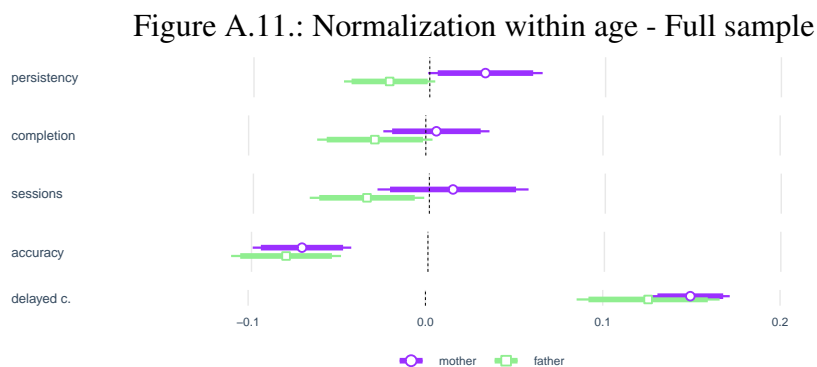 Figure A.11.: Normalization within age - Full sample
persistency
completion
sessions
accuracy
delayed c.
−0.1 0.0 0.1 0.2
mother father